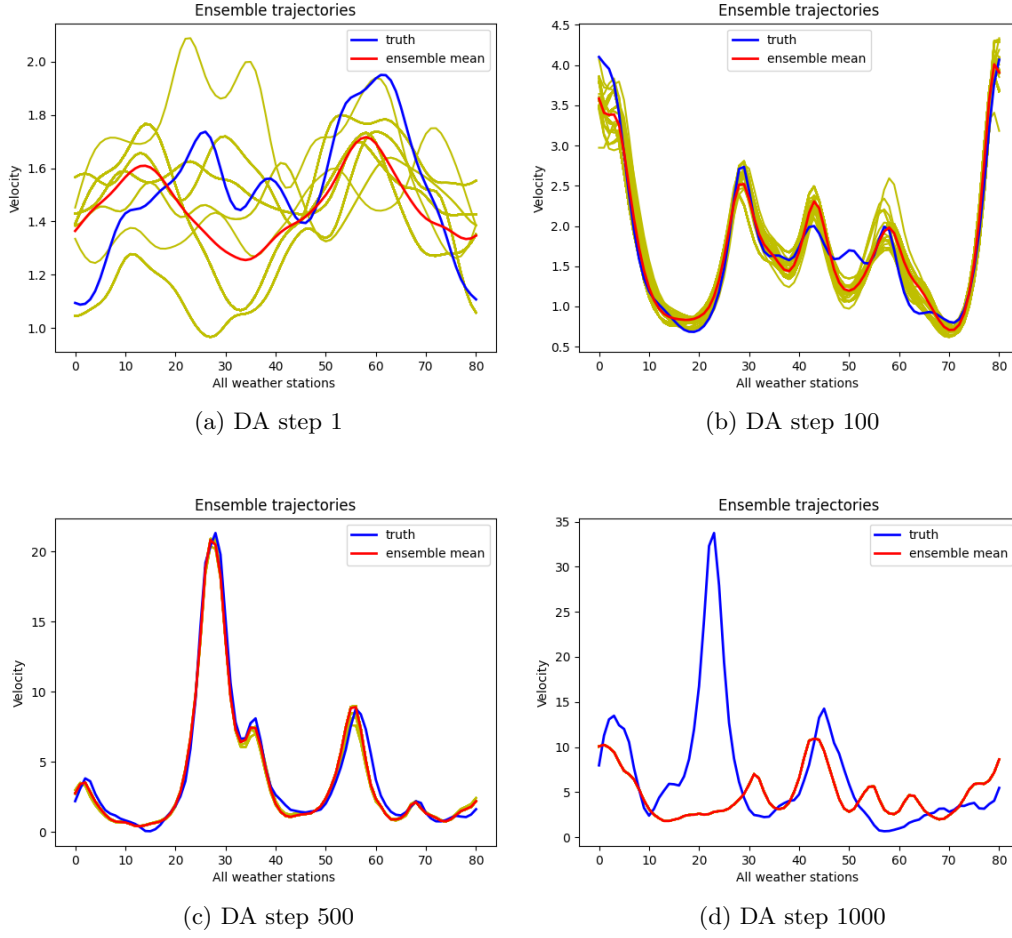 Ensemble trajectories
truth
ensemble mean
Velocity
2.0
1.8
1.6
1.4
1.2
1.0
0 10 20 30 40 50 60 70 80
All weather stations
(a) DA step 1
Ensemble trajectories
truth
ensemble mean
Velocity
4.5
4.0
3.5
3.0
2.5
2.0
1.5
1.0
0.5
0 10 20 30 40 50 60 70 80
All weather stations
(b) DA step 100
Ensemble trajectories
truth
ensemble mean
Velocity
20
15
10
5
0
0 10 20 30 40 50 60 70 80
All weather stations
(c) DA step 500
Ensemble trajectories
truth
ensemble mean
Velocity
35
30
25
20
15
10
5
0
0 10 20 30 40 50 60 70 80
All weather stations
(d) DA step 1000